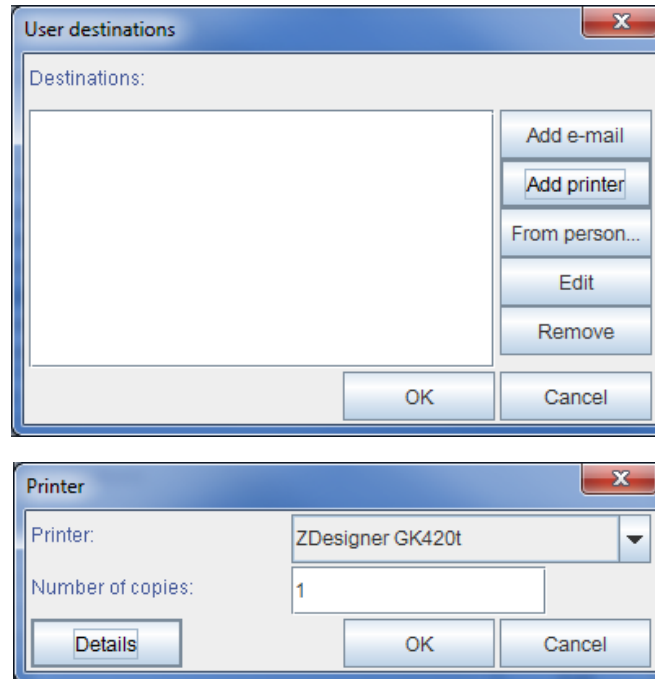 User destinations
Destinations:
Add e-mail
Add printer
From person...
Edit
Remove
OK Cancel
Printer
Printer: ZDesigner GK420t
Number of copies: 1
Details OK Cancel